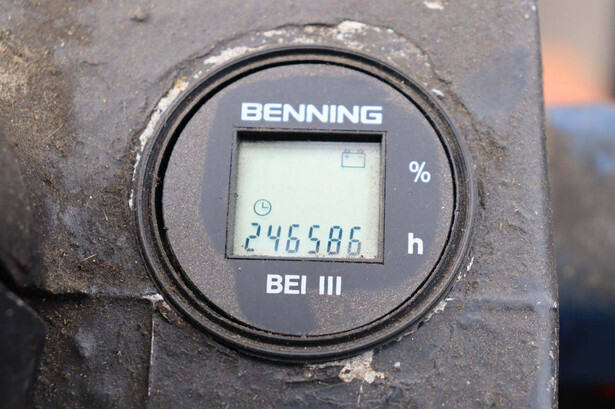 BENNING
%
246586 h
BEI III